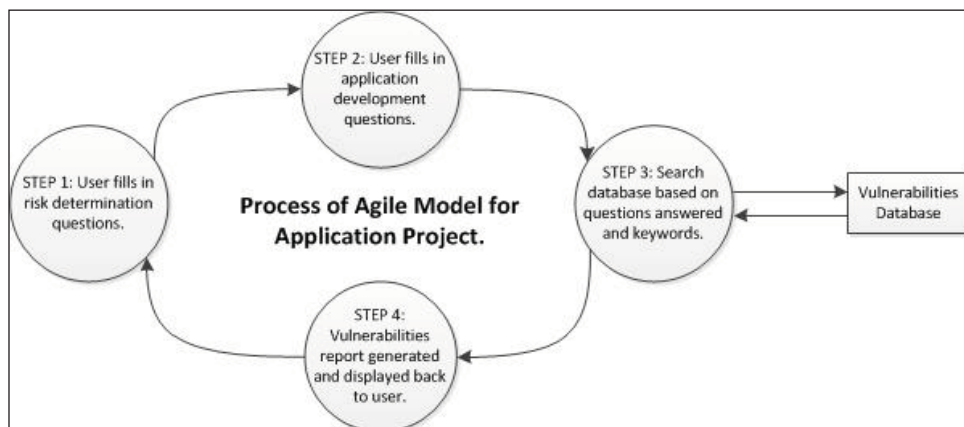 STEP 2: User fills in
application
development
questions.
STEP 1: User fills in
risk determination
questions.
Process of Agile Model for
Application Project.
STEP 3: Search
database based on
questions answered
and keywords.
Vulnerabilities
Database
STEP 4:
Vulnerabilities
report generated
and displayed back
to user.